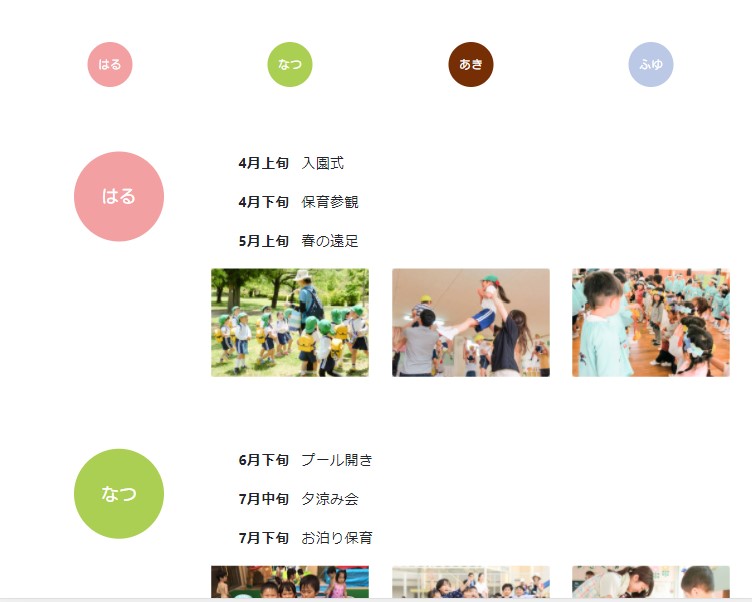 はる
なつ
あき
ふゆ
はる
4月上旬 入園式
4月下旬 保育参観
5月上旬 春の遠足
なつ
6月下旬 プール開き
7月中旬 夕涼み会
7月下旬 お泊り保育